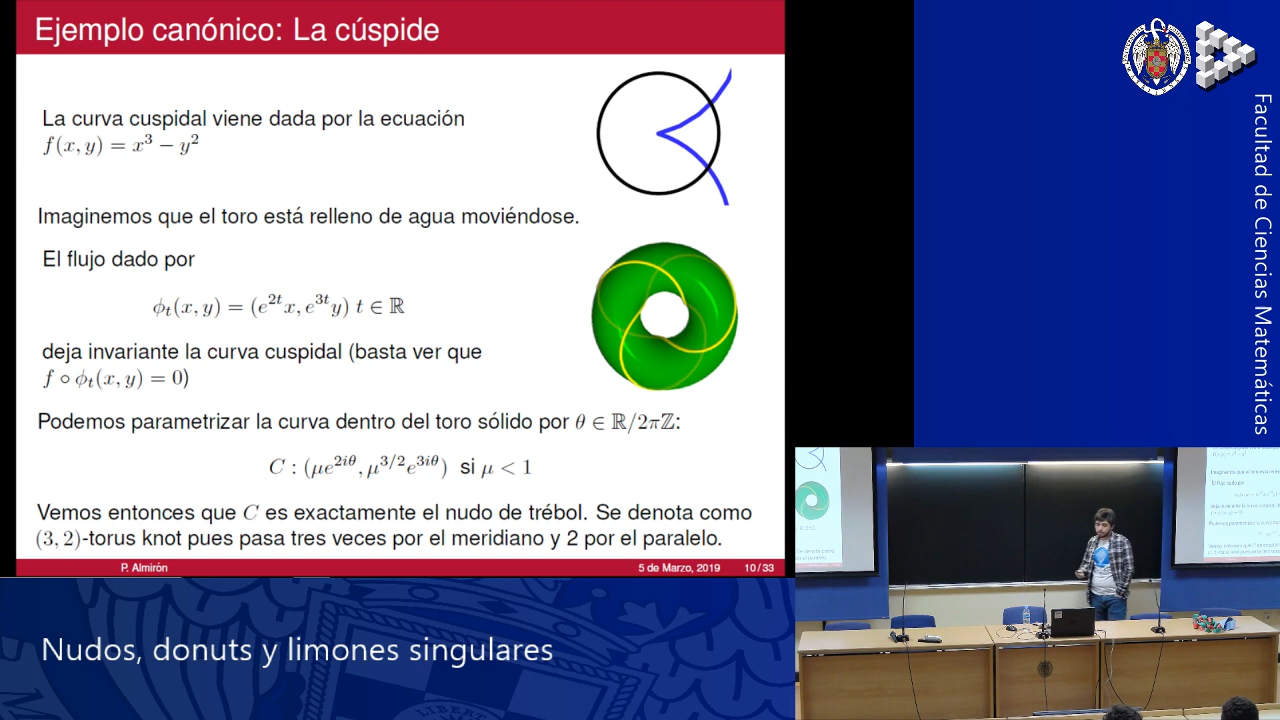 Ejemplo canónico: La cúspide
La curva cuspidal viene dada por la ecuación
f(x, y) = x³ − y²
Imaginemos que el toro está relleno de agua moviéndose.
El flujo dado por
ϕₜ(x, y) = (e²ᵗx, e³ᵗy) t ∈ ℝ
deja invariante la curva cuspidal (basta ver que
f ∘ ϕₜ(x, y) = 0)
Podemos parametrizar la curva dentro del toro sólido por θ ∈ ℝ/2πℤ:
C : (μe^{2iθ}, μ^{3/2}e^{3iθ}) si μ < 1
Vemos entonces que C es exactamente el nudo de trébol. Se denota como
(3, 2)-torus knot pues pasa tres veces por el meridiano y 2 por el paralelo.
P. Almirón 5 de Marzo, 2019 10/33
Nudos, donuts y limones singulares
Facultad de Ciencias Matemáticas